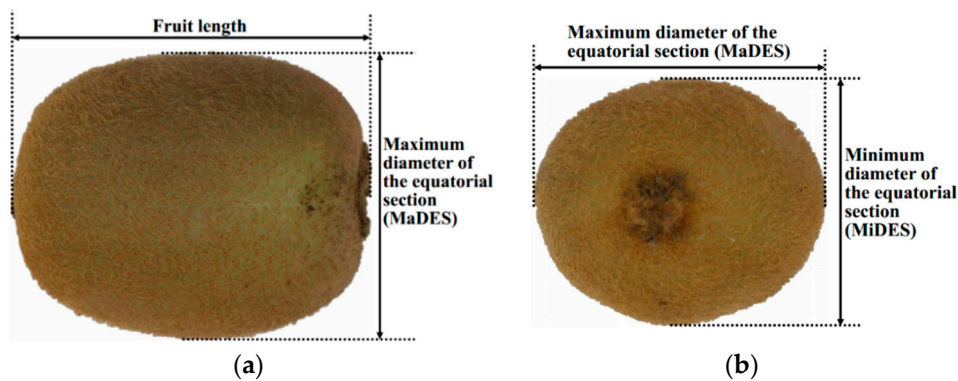 Fruit length
Maximum
diameter of
the equatorial
section
(MaDES)
(a)
Maximum diameter of the
equatorial section (MaDES)
Minimum
diameter of
the equatorial
section
(MiDES)
(b)